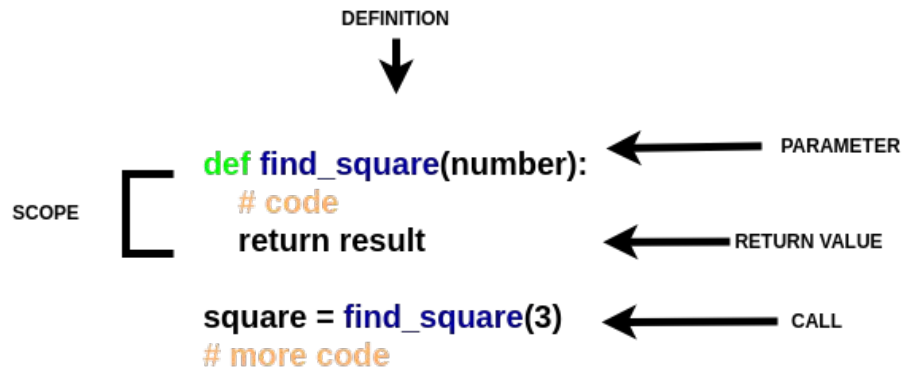 DEFINITION
def find_square(number):
PARAMETER
# code
SCOPE
return result
RETURN VALUE
square = find_square(3)
CALL
# more code